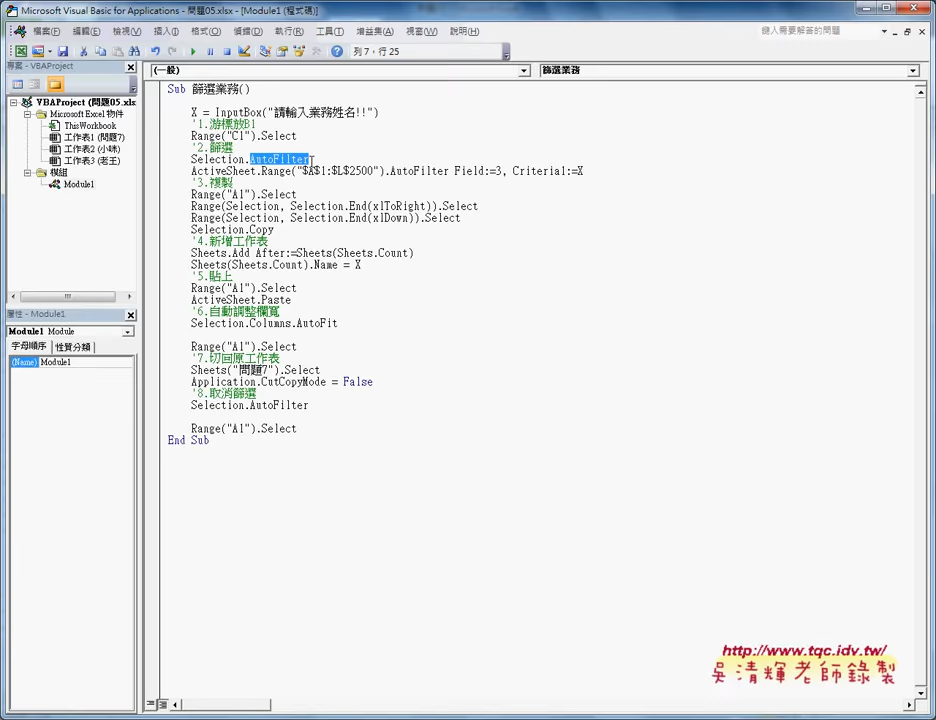 Microsoft Visual Basic for Applications - 問題05.xlsx - [Module1 (程式碼)]
檔案(F) 編輯(E) 檢視(V) 插入(I) 格式(O) 偵錯(D) 執行(R) 工具(T) 增益集(A) 視窗(W) 說明(H)
鍵入需要解答的問題
列 7, 行 25
專案 - VBAProject
(一般)
篩選業務
VBAProject (問題05.xls
Microsoft Excel 物件
ThisWorkbook
工作表1 (問題7)
工作表2 (小咪)
工作表3 (老王)
模組
Module1
屬性 - Module1
Module1 Module
字母順序 性質分類
(Name) Module1
Sub 篩選業務()
X = InputBox("請輸入業務姓名!!")
'1.游標放B1
Range("C1").Select
'2.篩選
Selection.AutoFilter
ActiveSheet.Range("$A$1:$L$2500").AutoFilter Field:=3, Criteria1:=X
'3.複製
Range("A1").Select
Range(Selection, Selection.End(xlToRight)).Select
Range(Selection, Selection.End(xlDown)).Select
Selection.Copy
'4.新增工作表
Sheets.Add After:=Sheets(Sheets.Count)
Sheets(Sheets.Count).Name = X
'5.貼上
Range("A1").Select
ActiveSheet.Paste
'6.自動調整欄寬
Selection.Columns.AutoFit
Range("A1").Select
'7.切回原工作表
Sheets("問題7").Select
Application.CutCopyMode = False
'8.取消篩選
Selection.AutoFilter
Range("A1").Select
End Sub
http://www.tqc.idv.tw/
吳清輝老師錄製